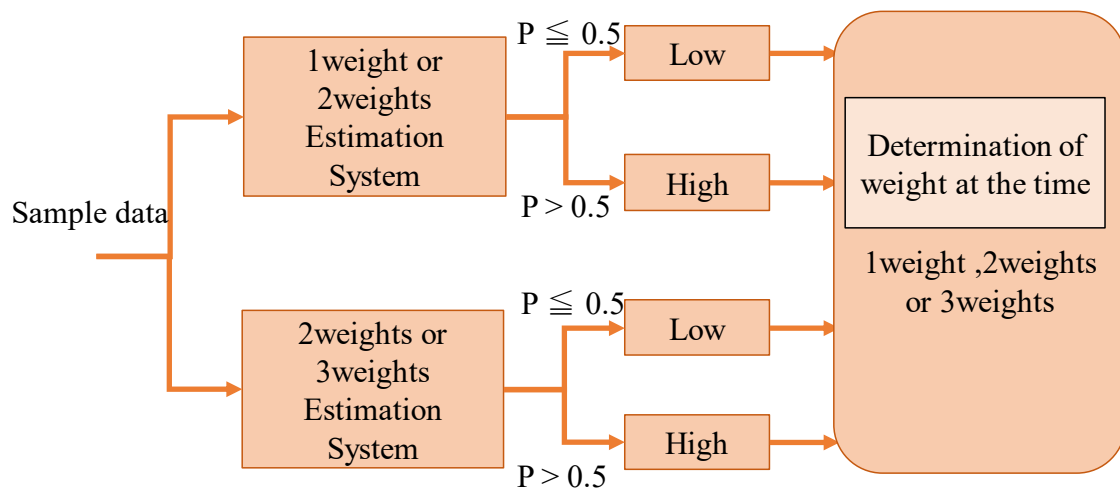 Sample data
1weight or
2weights
Estimation
System
P ≦ 0.5
Low
High
P > 0.5
2weights or
3weights
Estimation
System
P ≦ 0.5
Low
High
P > 0.5
Determination of
weight at the time
1weight ,2weights
or 3weights